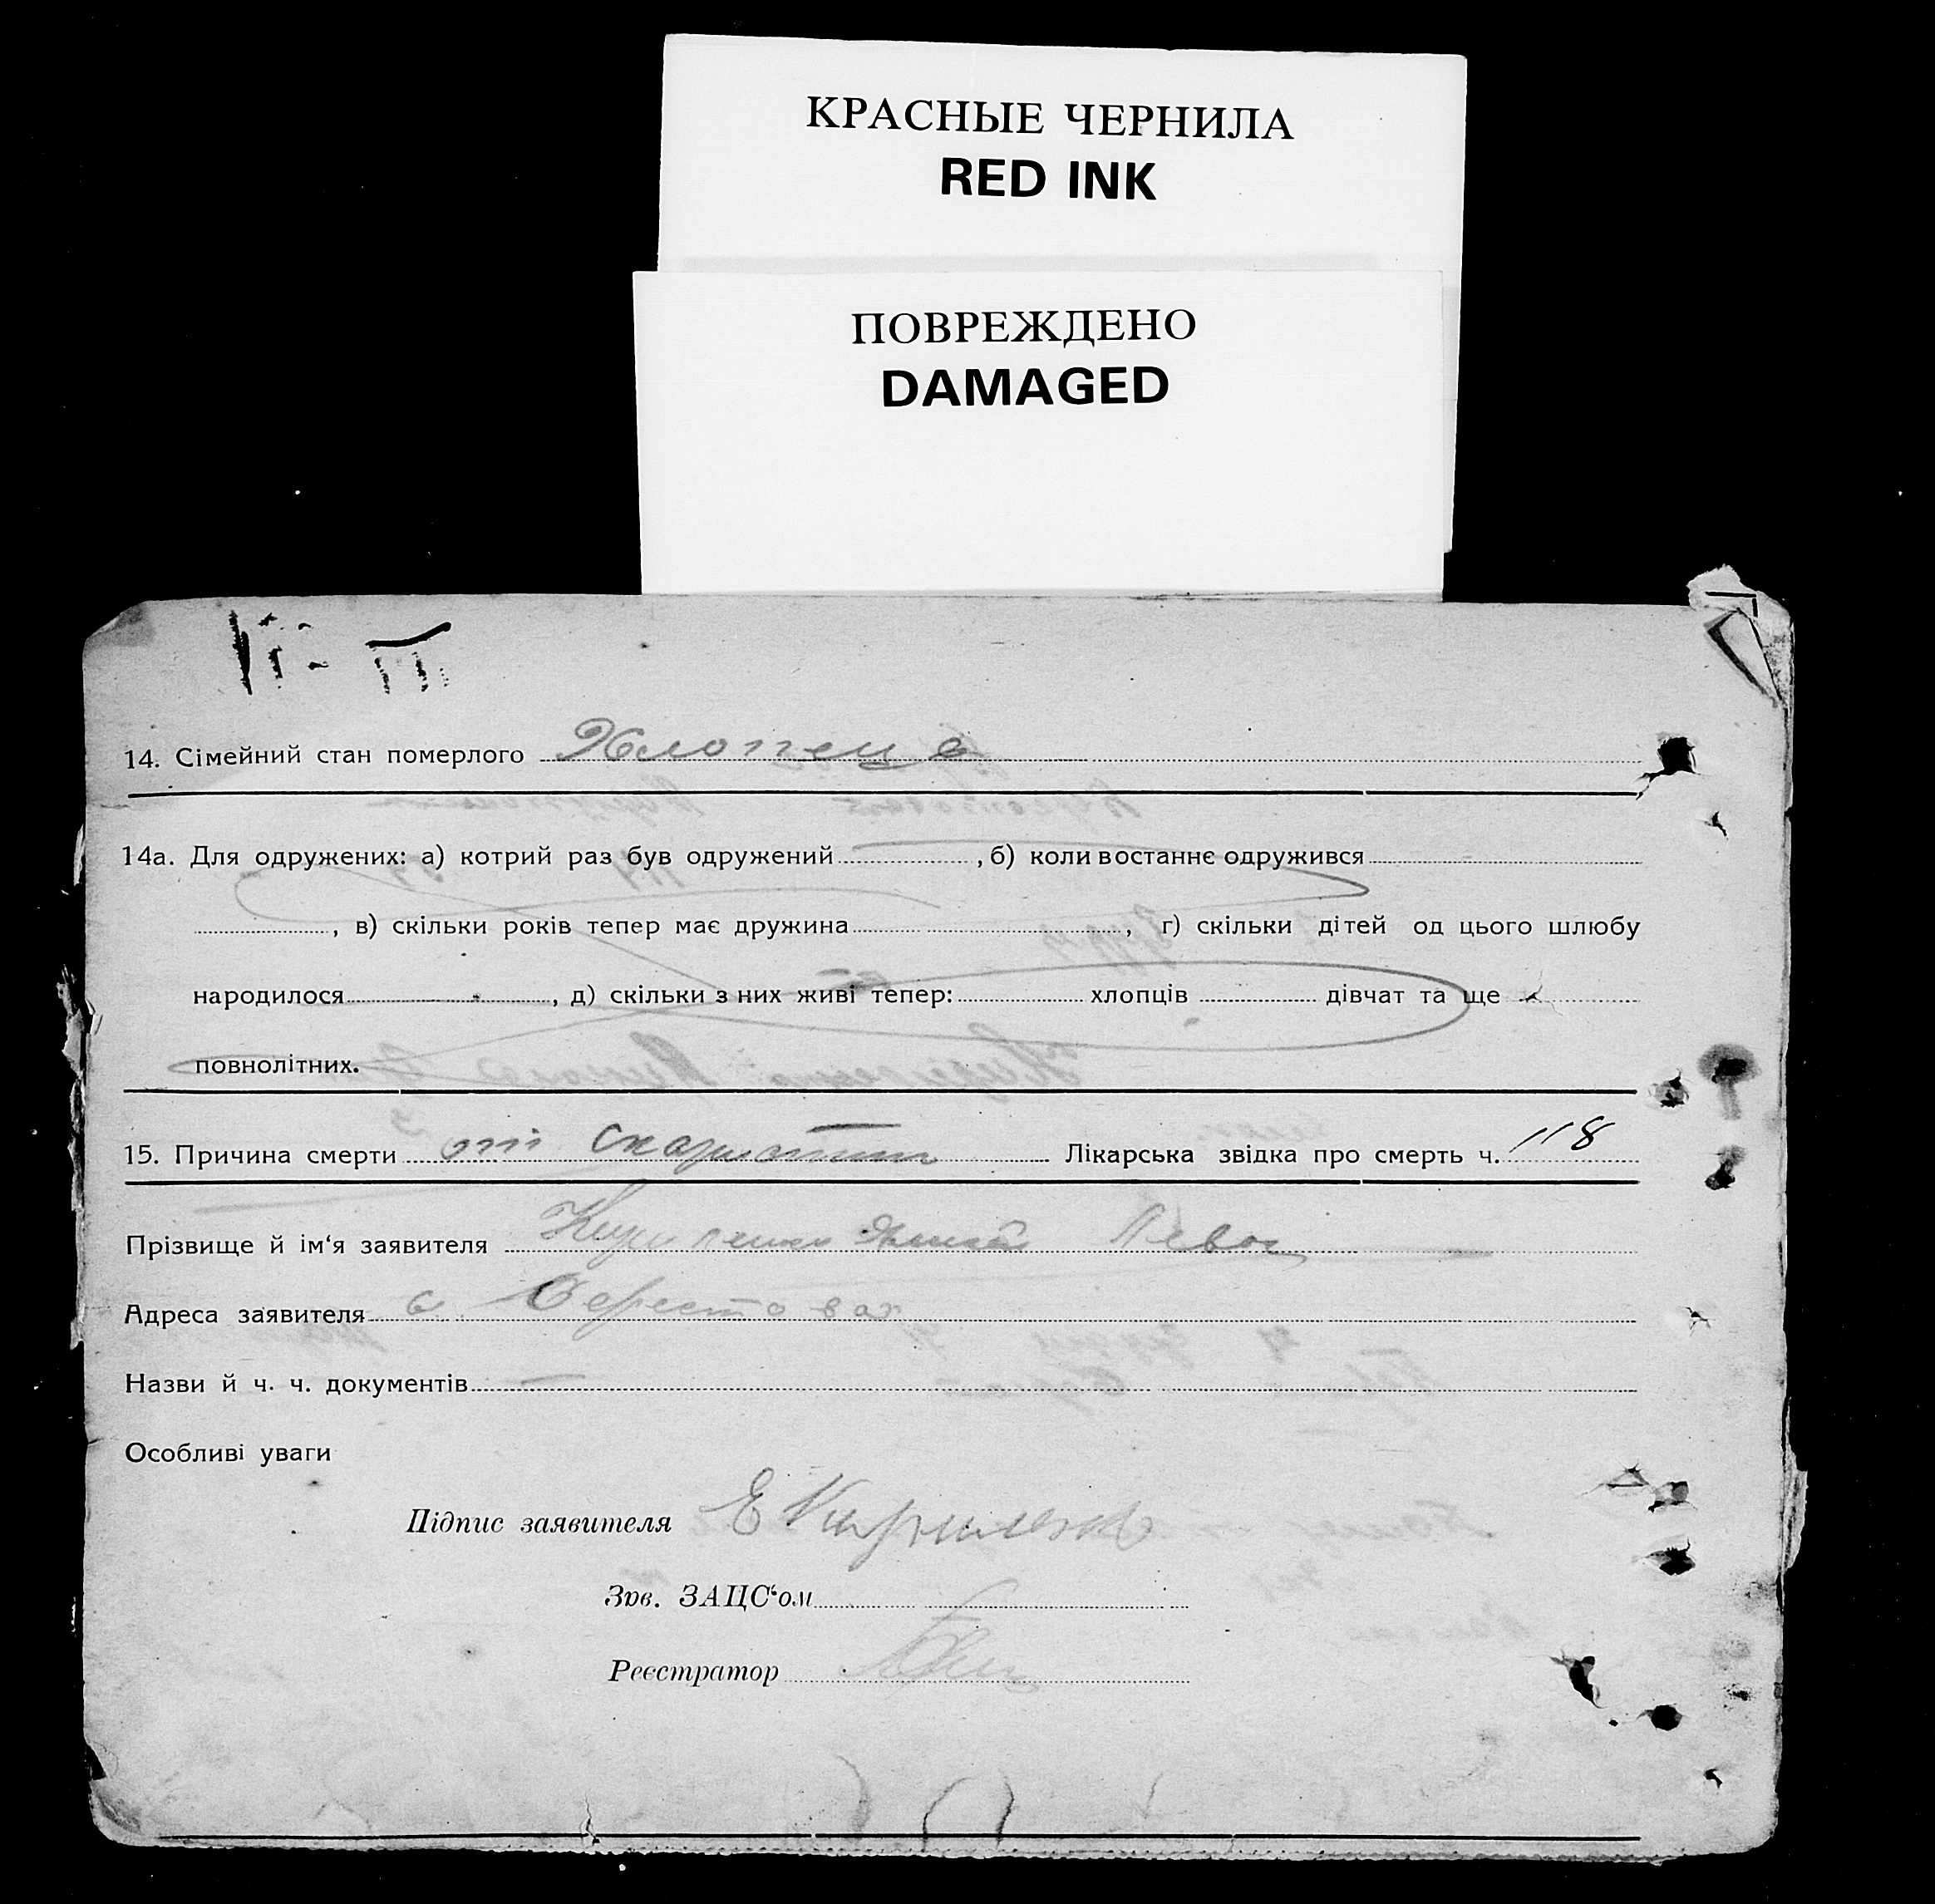 КРАСНЫЕ ЧЕРНИЛА
RED INK
ПОВРЕЖДЕНО
DAMAGED
14. Сімейний стан померлого Хлопець
14а. Для одружених: а) котрий раз був одружений , б) коли востаннє одружився
, в) скільки років тепер має дружина , г) скільки дітей од цього шлюбу
народилося , д) скільки з них живі тепер: хлопців дівчат та ще
повнолітних.
15. Причина смерти Лікарська звідка про смерть ч. 118
Прізвище й ім‘я заявителя
Адреса заявителя с
Назви й ч. ч. документів —
Особливі уваги
Підпис заявителя Е Кириленко
Зав. ЗАЦС‘ом
Реєстратор